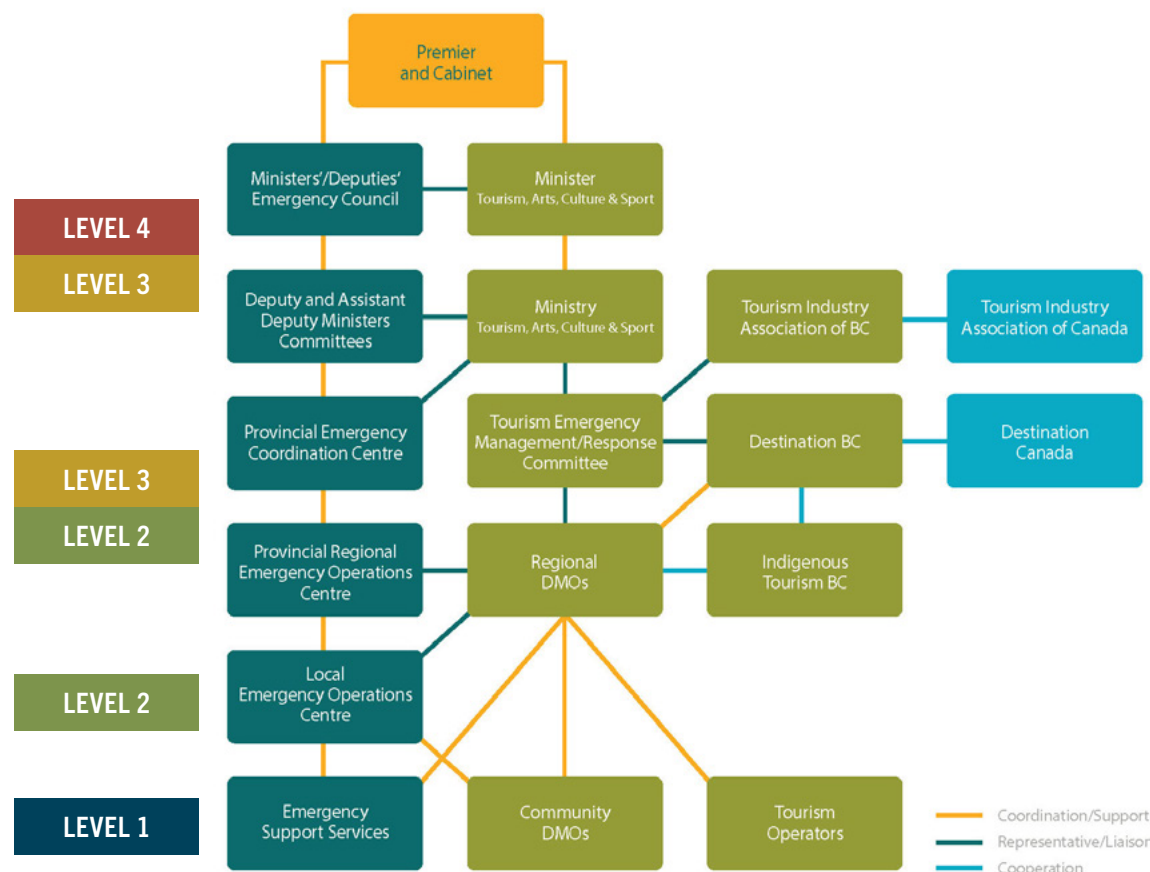 Premier
and Cabinet
Ministers'/Deputies'
Emergency Council
Minister
Tourism, Arts, Culture & Sport
LEVEL 4
LEVEL 3
Deputy and Assistant
Deputy Ministers
Committees
Ministry
Tourism, Arts, Culture & Sport
Tourism Industry
Association of BC
Tourism Industry
Association of Canada
Provincial Emergency
Coordination Centre
Tourism Emergency
Management/Response
Committee
Destination BC
Destination
Canada
LEVEL 3
LEVEL 2
Provincial Regional
Emergency Operations
Centre
Regional
DMOs
Indigenous
Tourism BC
LEVEL 2
Local
Emergency Operations
Centre
LEVEL 1
Emergency
Support Services
Community
DMOs
Tourism
Operators
Coordination/Support
Representative/Liaison
Cooperation